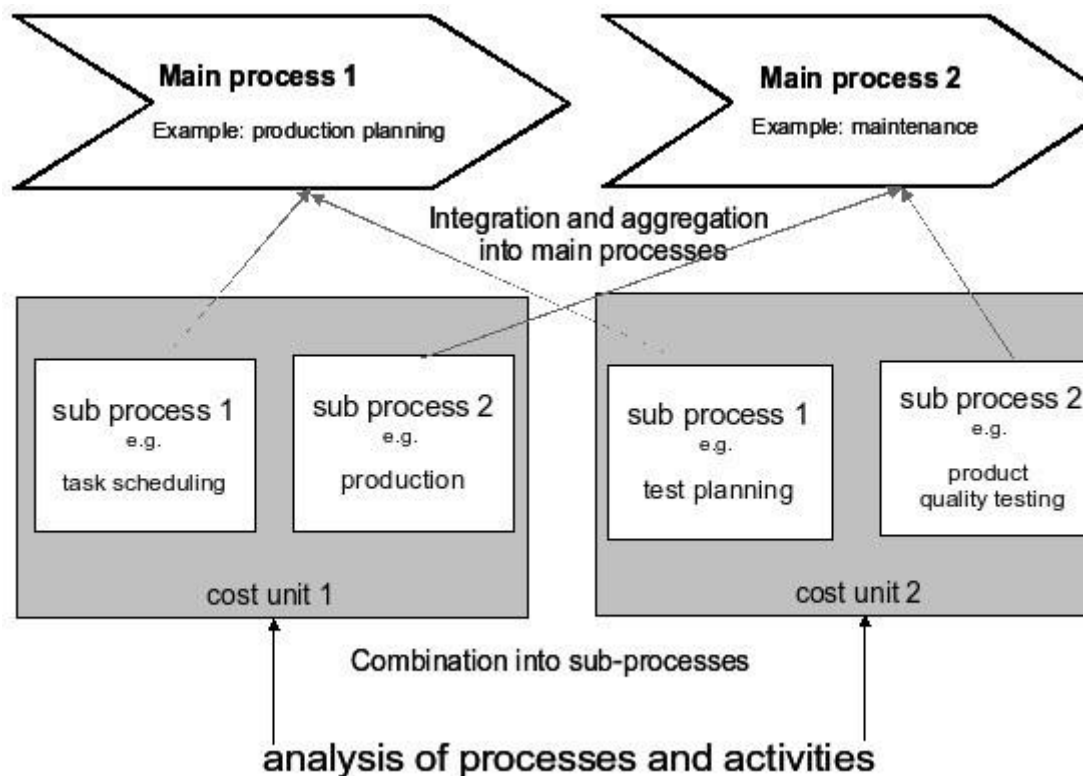 Main process 1
Example: production planning
Main process 2
Example: maintenance
Integration and aggregation
into main processes
sub process 1
e.g.
task scheduling
sub process 2
e.g.
production
cost unit 1
sub process 1
e.g.
test planning
sub process 2
e.g.
product
quality testing
cost unit 2
Combination into sub-processes
analysis of processes and activities